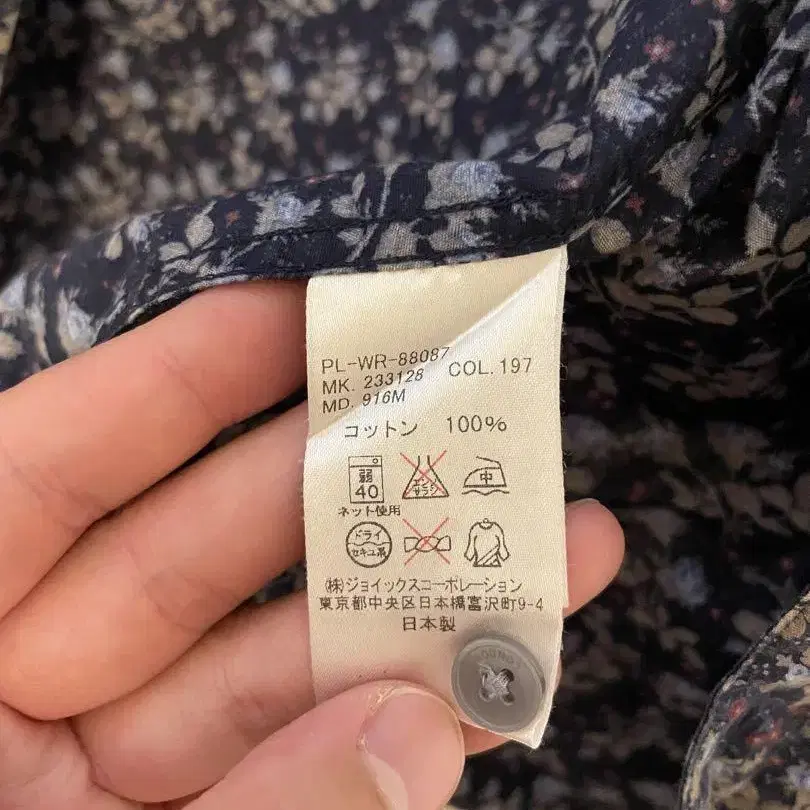 PL-WR-88087
MK. 233128 COL. 197
MD. 916M
コットン 100%
弱
40
エンソ
サラシ
中
ネット使用
ドライ
セキユ系
(株)ジョイックスコーポレーション
東京都中央区日本橋富沢町9-4
日本製
LONDON